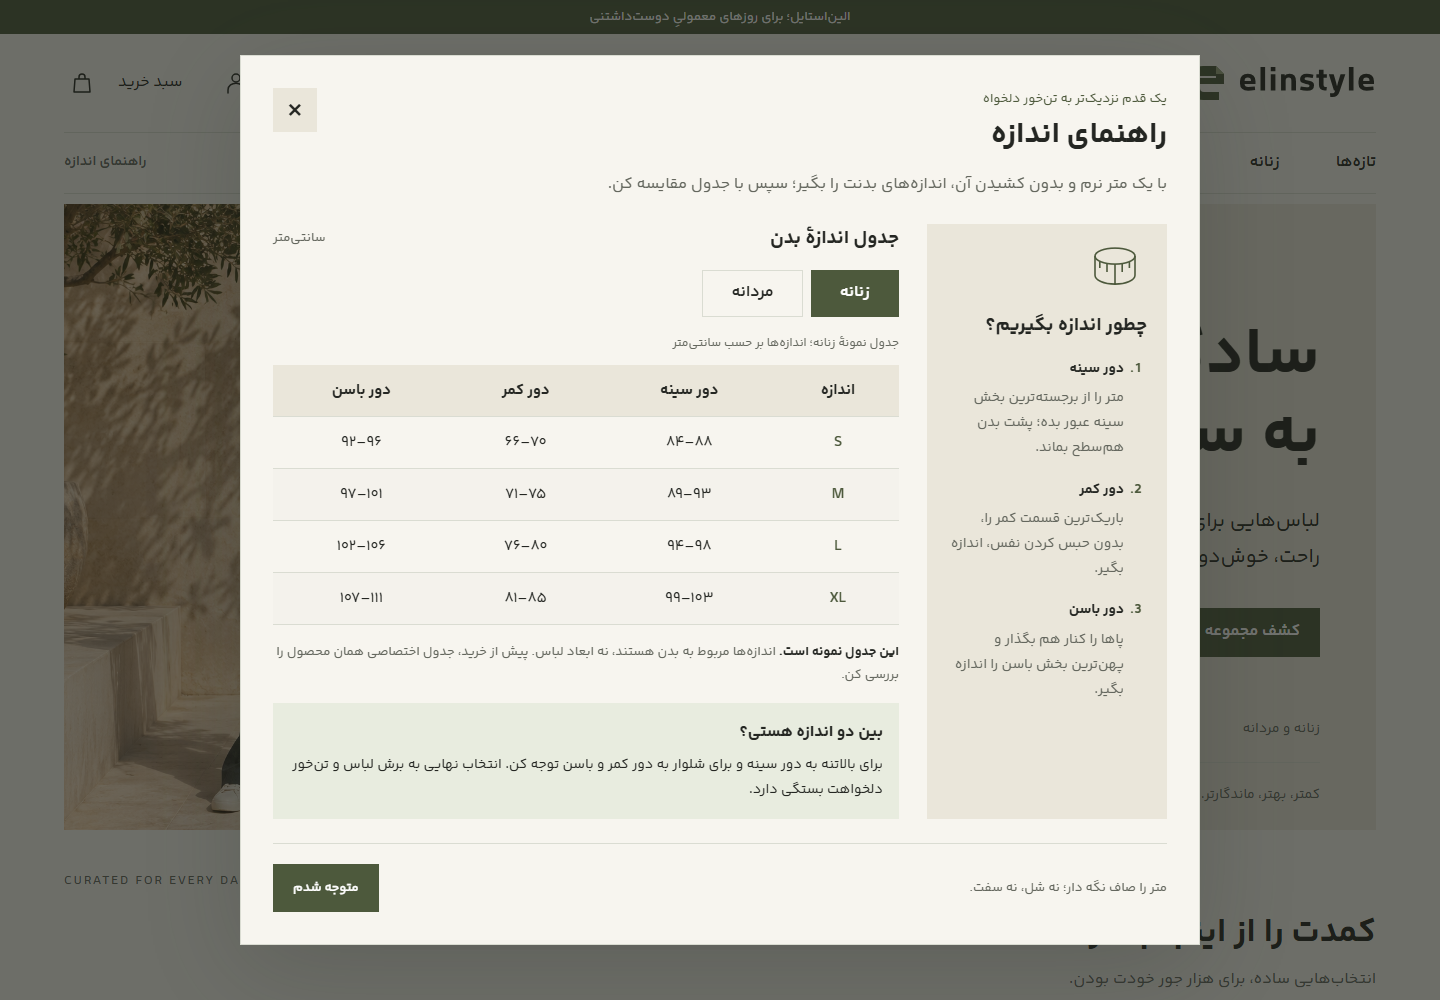 الین‌استایل؛ برای روزهای معمولیِ دوست‌داشتنی
elinstyle
سبد خرید
تازه‌ها
زنانه
راهنمای اندازه
یک قدم نزدیک‌تر به تن‌خور دلخواه
راهنمای اندازه
×
با یک متر نرم و بدون کشیدن آن، اندازه‌های بدنت را بگیر؛ سپس با جدول مقایسه کن.
چطور اندازه بگیریم؟
1. دور سینه
متر را از برجسته‌ترین بخش
سینه عبور بده؛ پشت بدن
هم‌سطح بماند.
2. دور کمر
باریک‌ترین قسمت کمر را،
بدون حبس کردن نفس، اندازه
بگیر.
3. دور باسن
پاها را کنار هم بگذار و
پهن‌ترین بخش باسن را اندازه
بگیر.
جدول اندازهٔ بدن
سانتی‌متر
زنانه
مردانه
جدول نمونهٔ زنانه؛ اندازه‌ها بر حسب سانتی‌متر
اندازه دور سینه دور کمر دور باسن
S ۸۴–۸۸ ۶۶–۷۰ ۹۲–۹۶
M ۸۹–۹۳ ۷۱–۷۵ ۹۷–۱۰۱
L ۹۴–۹۸ ۷۶–۸۰ ۱۰۲–۱۰۶
XL ۹۹–۱۰۳ ۸۱–۸۵ ۱۰۷–۱۱۱
این جدول نمونه است. اندازه‌ها مربوط به بدن هستند، نه ابعاد لباس. پیش از خرید، جدول اختصاصی همان محصول را
بررسی کن.
بین دو اندازه هستی؟
برای بالاتنه به دور سینه و برای شلوار به دور کمر و باسن توجه کن. انتخاب نهایی به برش لباس و تن‌خور
دلخواهت بستگی دارد.
متر را صاف نگه دار؛ نه شل، نه سفت.
متوجه شدم
به
لباس‌هایی برای
راحت، خوش‌دو
کشف مجموعه
زنانه و مردانه
کمتر، بهتر، ماندگارتر.
CURATED FOR EVERY DA
کمدت را از
انتخاب‌هایی ساده، برای هزار جور خودت بودن.